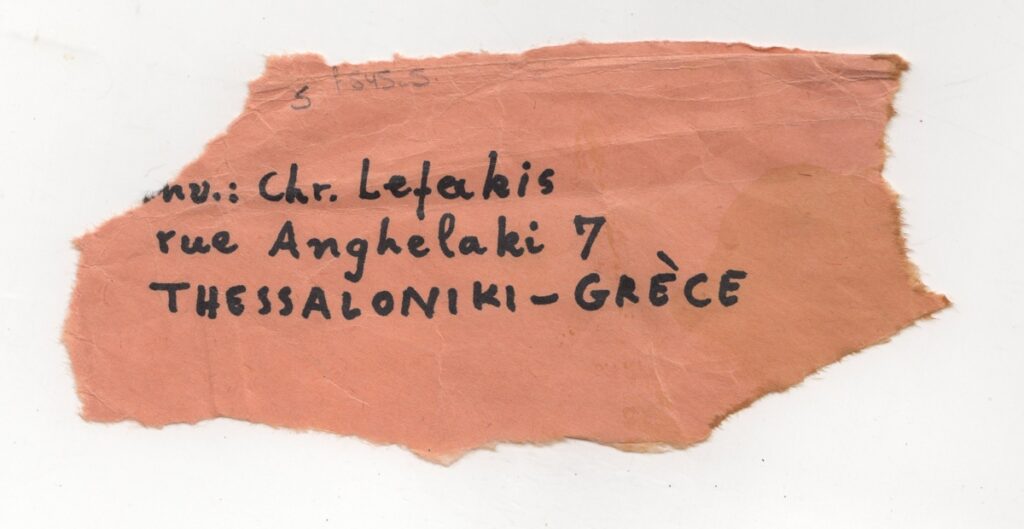 nv.: Chr. Lefakis
rue Anghelaki 7
THESSALONIKI - GRÈCE